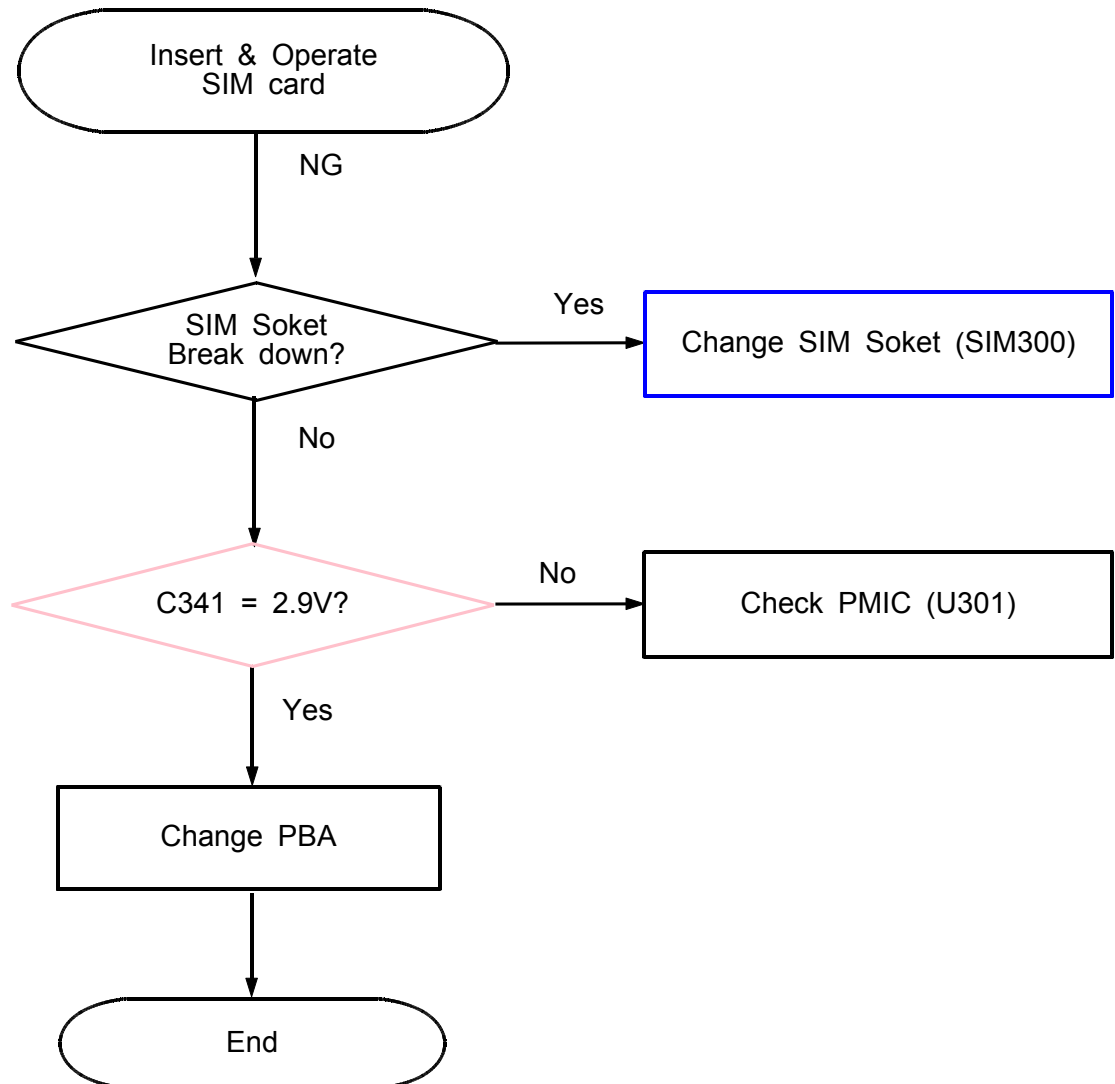 Insert & Operate
SIM card
NG
SIM Soket
Break down?
Yes
Change SIM Soket (SIM300)
No
C341 = 2.9V?
No
Check PMIC (U301)
Yes
Change PBA
End